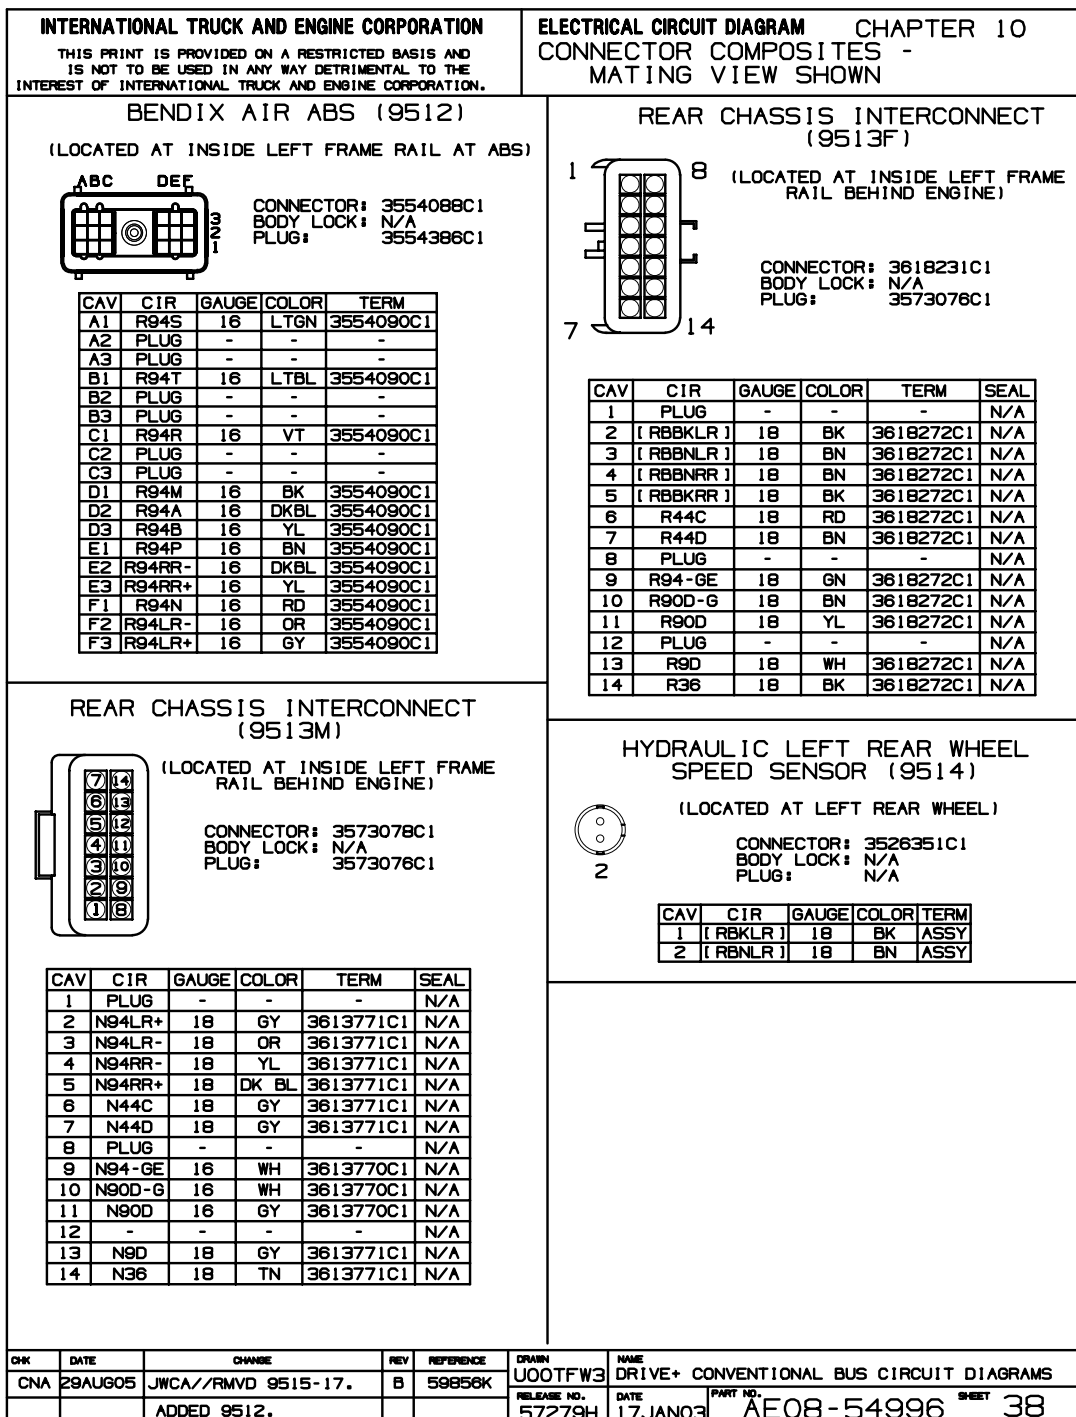 INTERNATIONAL TRUCK AND ENGINE CORPORATION
THIS PRINT IS PROVIDED ON A RESTRICTED BASIS AND
IS NOT TO BE USED IN ANY WAY DETRIMENTAL TO THE
INTEREST OF INTERNATIONAL TRUCK AND ENGINE CORPORATION.
ELECTRICAL CIRCUIT DIAGRAM CHAPTER 10
CONNECTOR COMPOSITES -
MATING VIEW SHOWN
BENDIX AIR ABS (9512)
(LOCATED AT INSIDE LEFT FRAME RAIL AT ABS)
ABC DEF
3
2
1
CONNECTOR: 3554088C1
BODY LOCK: N/A
PLUG: 3554386C1
CAV CIR GAUGE COLOR TERM
A1 R94S 16 LTGN 3554090C1
A2 PLUG - - -
A3 PLUG - - -
B1 R94T 16 LTBL 3554090C1
B2 PLUG - - -
B3 PLUG - - -
C1 R94R 16 VT 3554090C1
C2 PLUG - - -
C3 PLUG - - -
D1 R94M 16 BK 3554090C1
D2 R94A 16 DKBL 3554090C1
D3 R94B 16 YL 3554090C1
E1 R94P 16 BN 3554090C1
E2 R94RR- 16 DKBL 3554090C1
E3 R94RR+ 16 YL 3554090C1
F1 R94N 16 RD 3554090C1
F2 R94LR- 16 OR 3554090C1
F3 R94LR+ 16 GY 3554090C1
REAR CHASSIS INTERCONNECT
(9513F)
1 8
7 14
(LOCATED AT INSIDE LEFT FRAME
RAIL BEHIND ENGINE)
CONNECTOR: 3618231C1
BODY LOCK: N/A
PLUG: 3573076C1
CAV CIR GAUGE COLOR TERM SEAL
1 PLUG - - - N/A
2 [RBBKLR] 18 BK 3618272C1 N/A
3 [RBBNLR] 18 BN 3618272C1 N/A
4 [RBBNRR] 18 BN 3618272C1 N/A
5 [RBBKRR] 18 BK 3618272C1 N/A
6 R44C 18 RD 3618272C1 N/A
7 R44D 18 BN 3618272C1 N/A
8 PLUG - - - N/A
9 R94-GE 18 GN 3618272C1 N/A
10 R90D-G 18 BN 3618272C1 N/A
11 R90D 18 YL 3618272C1 N/A
12 PLUG - - - N/A
13 R9D 18 WH 3618272C1 N/A
14 R36 18 BK 3618272C1 N/A
REAR CHASSIS INTERCONNECT
(9513M)
(LOCATED AT INSIDE LEFT FRAME
RAIL BEHIND ENGINE)
7 14
6 13
5 12
4 11
3 10
2 9
1 8
CONNECTOR: 3573078C1
BODY LOCK: N/A
PLUG: 3573076C1
CAV CIR GAUGE COLOR TERM SEAL
1 PLUG - - - N/A
2 N94LR+ 18 GY 3613771C1 N/A
3 N94LR- 18 OR 3613771C1 N/A
4 N94RR- 18 YL 3613771C1 N/A
5 N94RR+ 18 DK BL 3613771C1 N/A
6 N44C 18 GY 3613771C1 N/A
7 N44D 18 GY 3613771C1 N/A
8 PLUG - - - N/A
9 N94-GE 16 WH 3613770C1 N/A
10 N90D-G 16 WH 3613770C1 N/A
11 N90D 16 GY 3613770C1 N/A
12 - - - - N/A
13 N9D 18 GY 3613771C1 N/A
14 N36 18 TN 3613771C1 N/A
HYDRAULIC LEFT REAR WHEEL
SPEED SENSOR (9514)
(LOCATED AT LEFT REAR WHEEL)
2
CONNECTOR: 3526351C1
BODY LOCK: N/A
PLUG: N/A
CAV CIR GAUGE COLOR TERM
1 [RBKLR] 18 BK ASSY
2 [RBNLR] 18 BN ASSY
CHK DATE CHANGE REV REFERENCE
CNA 29AUG05 JWCA//RMVD 9515-17. B 59856K
ADDED 9512.
DRAWN
U00TFW3
NAME
DRIVE+ CONVENTIONAL BUS CIRCUIT DIAGRAMS
RELEASE NO.
57279H
DATE
17JAN03
PART NO.
AE08-54996
SHEET
38